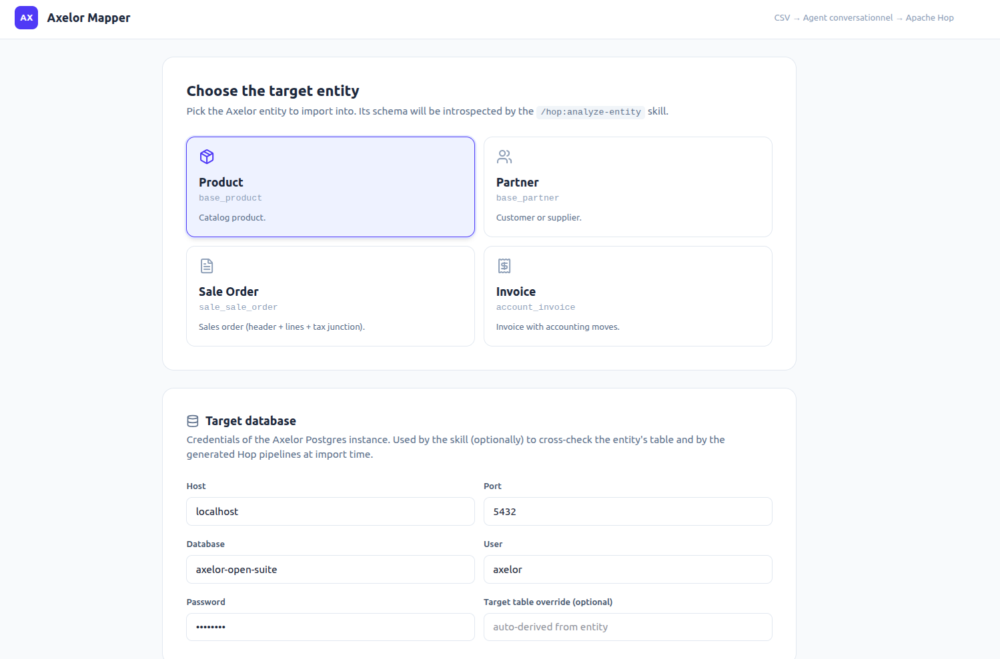 AX
Axelor Mapper
CSV → Agent conversationnel → Apache Hop
Choose the target entity
Pick the Axelor entity to import into. Its schema will be introspected by the /hop:analyze-entity skill.
Product
base_product
Catalog product.
Partner
base_partner
Customer or supplier.
Sale Order
sale_sale_order
Sales order (header + lines + tax junction).
Invoice
account_invoice
Invoice with accounting moves.
Target database
Credentials of the Axelor Postgres instance. Used by the skill (optionally) to cross-check the entity's table and by the
generated Hop pipelines at import time.
Host
localhost
Port
5432
Database
axelor-open-suite
User
axelor
Password
••••••••
Target table override (optional)
auto-derived from entity